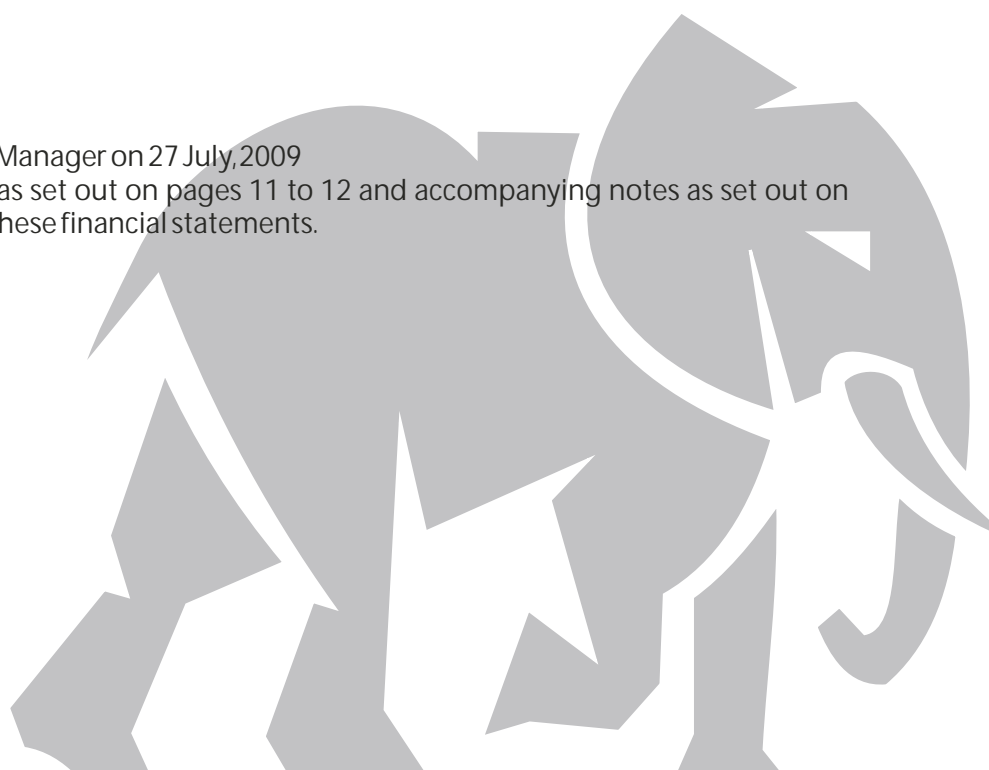 Manager on 27 July, 2009
as set out on pages 11 to 12 and accompanying notes as set out on
hese financial statements.